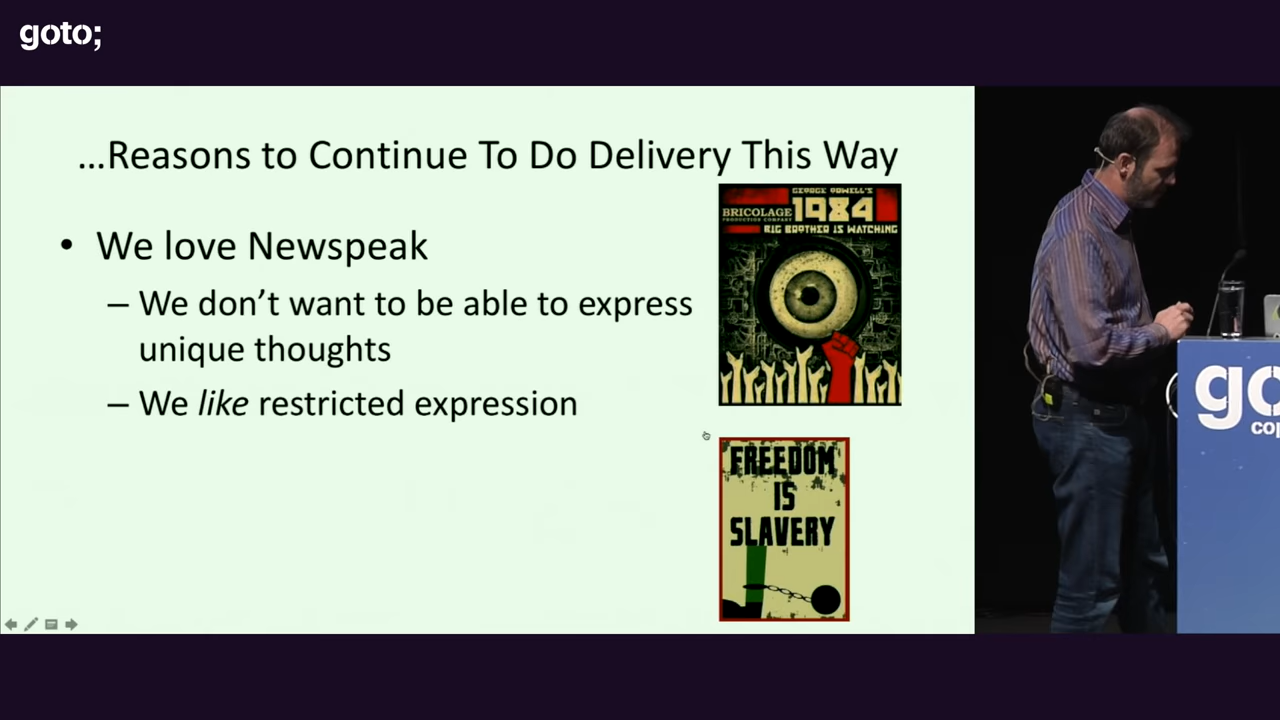 goto;
…Reasons to Continue To Do Delivery This Way
• We love Newspeak
– We don’t want to be able to express
unique thoughts
– We like restricted expression
GEORGE ORWELL'S
BRICOLAGE
PRODUCTION COMPANY
1984
BIG BROTHER IS WATCHING
FREEDOM
IS
SLAVERY
go
cop